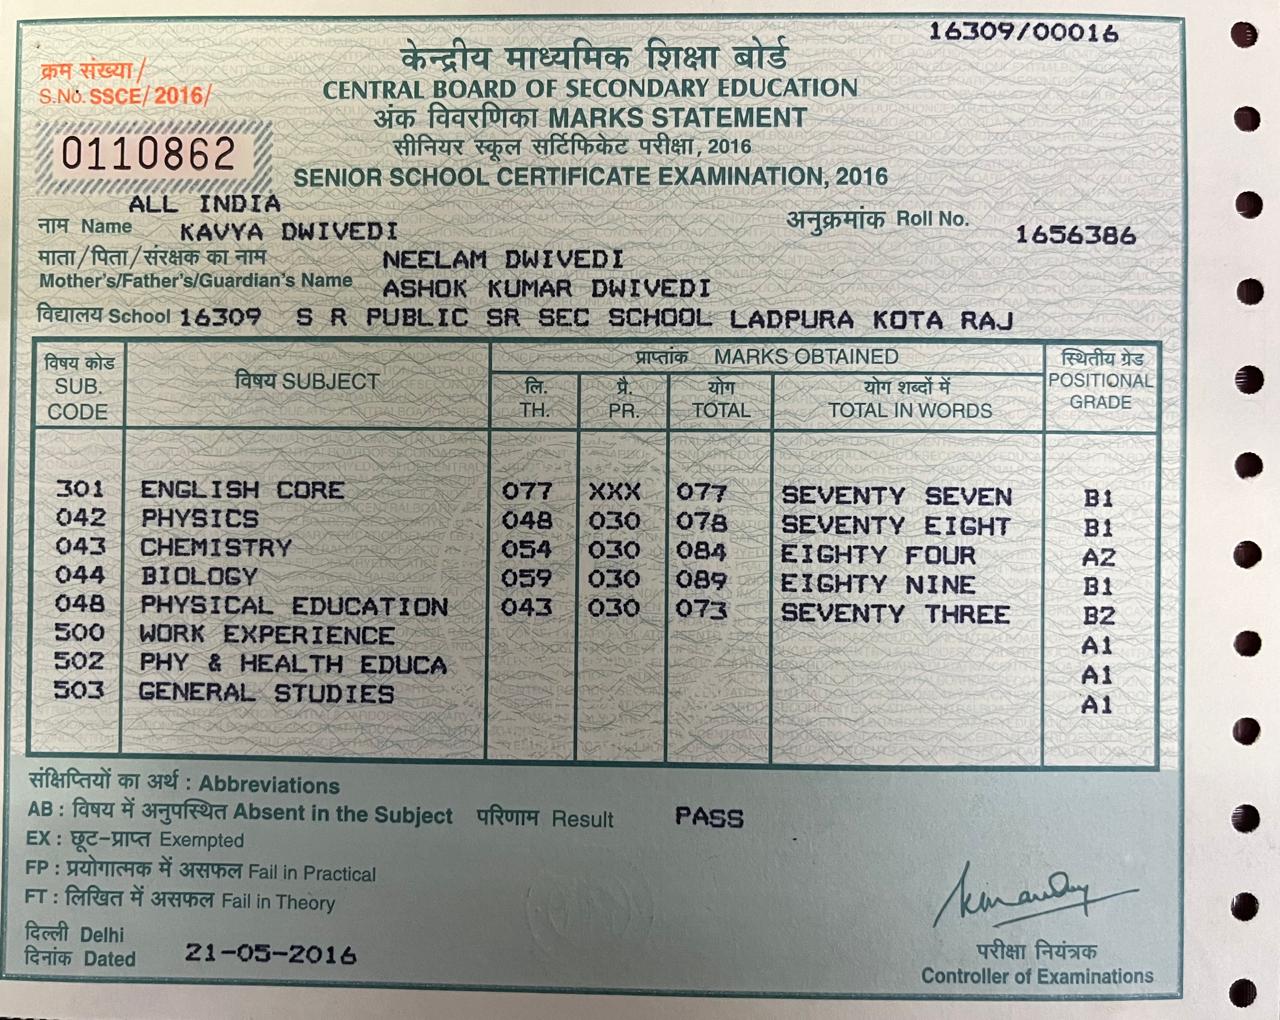 16309/00016
केन्द्रीय माध्यमिक शिक्षा बोर्ड
क्रम संख्या/
S.No. SSCE/2016/
CENTRAL BOARD OF SECONDARY EDUCATION
अंक विवरणिका MARKS STATEMENT
0110862
सीनियर स्कूल सर्टिफिकेट परीक्षा, 2016
SENIOR SCHOOL CERTIFICATE EXAMINATION, 2016
ALL INDIA
नाम Name KAVYA DWIVEDI अनुक्रमांक Roll No. 1656386
माता/पिता/संरक्षक का नाम NEELAM DWIVEDI
Mother's/Father's/Guardian's Name ASHOK KUMAR DWIVEDI
विद्यालय School 16309 S R PUBLIC SR SEC SCHOOL LADPURA KOTA RAJ
विषय कोड SUB. CODE विषय SUBJECT प्राप्तांक MARKS OBTAINED स्थितीय ग्रेड POSITIONAL GRADE
लि. TH. प्रै. PR. योग TOTAL योग शब्दों में TOTAL IN WORDS
301 ENGLISH CORE 077 XXX 077 SEVENTY SEVEN B1
042 PHYSICS 048 030 078 SEVENTY EIGHT B1
043 CHEMISTRY 054 030 084 EIGHTY FOUR A2
044 BIOLOGY 059 030 089 EIGHTY NINE B1
048 PHYSICAL EDUCATION 043 030 073 SEVENTY THREE B2
500 WORK EXPERIENCE A1
502 PHY & HEALTH EDUCA A1
503 GENERAL STUDIES A1
संक्षिप्तियों का अर्थ : Abbreviations
AB : विषय में अनुपस्थित Absent in the Subject परिणाम Result PASS
EX : छूट-प्राप्त Exempted
FP : प्रयोगात्मक में असफल Fail in Practical
FT : लिखित में असफल Fail in Theory
दिल्ली Delhi
दिनांक Dated 21-05-2016
परीक्षा नियंत्रक
Controller of Examinations